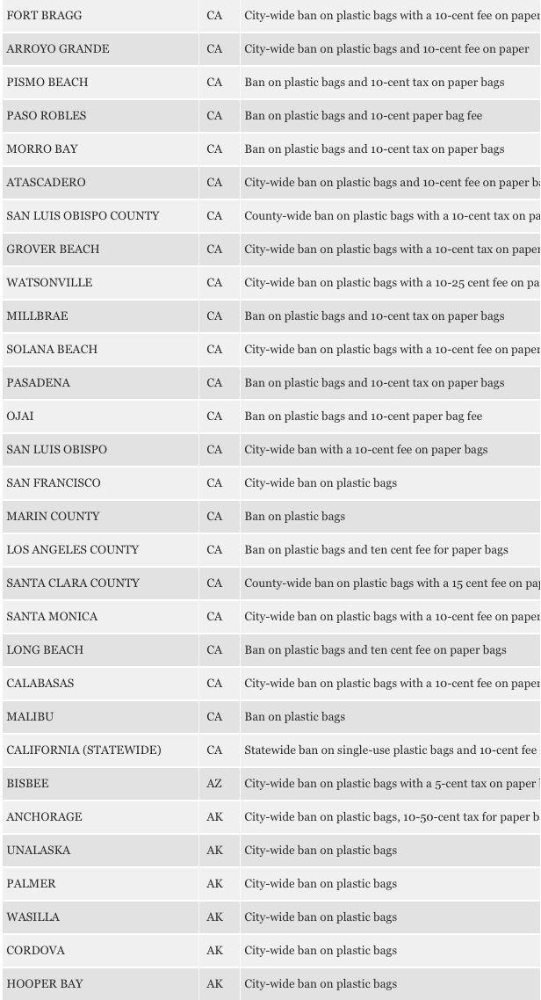 FORT BRAGG CA City-wide ban on plastic bags with a 10-cent fee on paper
ARROYO GRANDE CA City-wide ban on plastic bags and 10-cent fee on paper
PISMO BEACH CA Ban on plastic bags and 10-cent tax on paper bags
PASO ROBLES CA Ban on plastic bags and 10-cent paper bag fee
MORRO BAY CA Ban on plastic bags and 10-cent tax on paper bags
ATASCADERO CA City-wide ban on plastic bags and 10-cent fee on paper
SAN LUIS OBISPO COUNTY CA County-wide ban on plastic bags with a 10-cent tax on
GROVER BEACH CA City-wide ban on plastic bags with a 10-cent tax on paper
WATSONVILLE CA City-wide ban on plastic bags with a 10-25 cent fee on
MILLBRAE CA Ban on plastic bags and 10-cent tax on paper bags
SOLANA BEACH CA City-wide ban on plastic bags with a 10-cent fee on paper
PASADENA CA Ban on plastic bags and 10-cent tax on paper bags
OJAI CA Ban on plastic bags and 10-cent paper bag fee
SAN LUIS OBISPO CA City-wide ban with a 10-cent fee on paper bags
SAN FRANCISCO CA City-wide ban on plastic bags
MARIN COUNTY CA Ban on plastic bags
LOS ANGELES COUNTY CA Ban on plastic bags and ten cent fee for paper bags
SANTA CLARA COUNTY CA County-wide ban on plastic bags with a 15 cent fee on
SANTA MONICA CA City-wide ban on plastic bags with a 10-cent fee on paper
LONG BEACH CA Ban on plastic bags and ten cent fee on paper bags
CALABASAS CA City-wide ban on plastic bags with a 10-cent fee on paper
MALIBU CA Ban on plastic bags
CALIFORNIA (STATEWIDE) CA Statewide ban on single-use plastic bags and 10-cent fee
BISBEE AZ City-wide ban on plastic bags with a 5-cent tax on paper
ANCHORAGE AK City-wide ban on plastic bags, 10-50-cent tax for paper
UNALASKA AK City-wide ban on plastic bags
PALMER AK City-wide ban on plastic bags
WASILLA AK City-wide ban on plastic bags
CORDOVA AK City-wide ban on plastic bags
HOOPER BAY AK City-wide ban on plastic bags